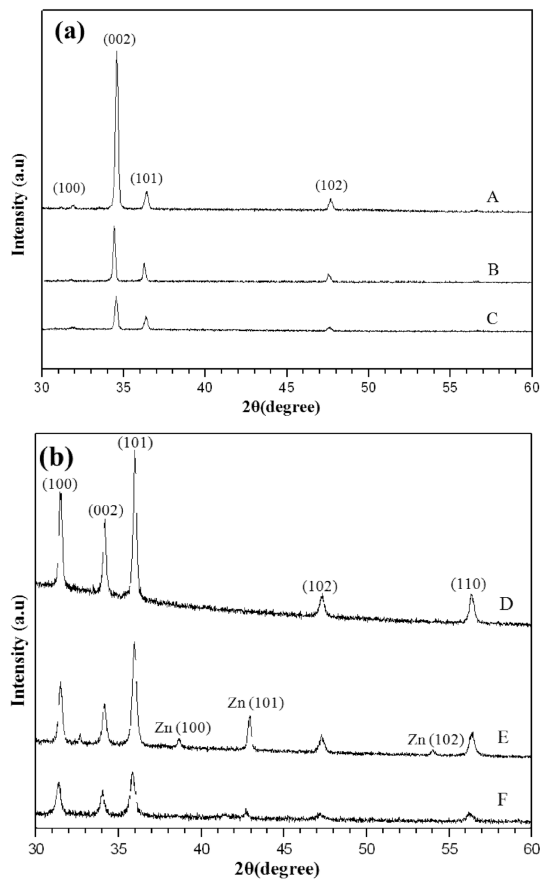 (a)
(002)
(100)
(101)
(102)
A
B
C
Intensity (a.u)
30 35 40 45 50 55 60
2θ(degree)
(b)
(101)
(100)
(002)
(102)
(110)
D
Zn (101)
Zn (100)
Zn (102)
E
F
Intensity (a.u)
30 35 40 45 50 55 60
2θ(degree)